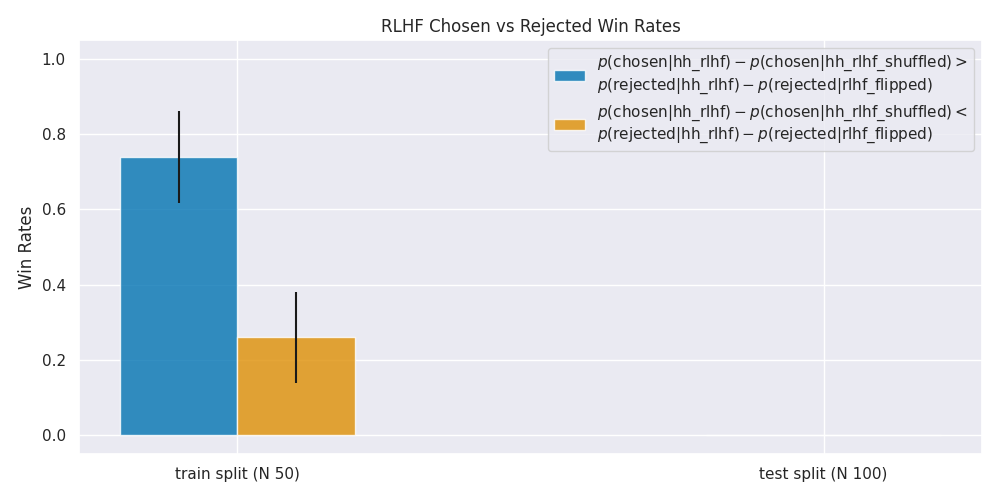 RLHF Chosen vs Rejected Win Rates
1.0
0.8
0.6
0.4
0.2
0.0
Win Rates
p(chosen|hh_rlhf) − p(chosen|hh_rlhf_shuffled) >
p(rejected|hh_rlhf) − p(rejected|rlhf_flipped)
p(chosen|hh_rlhf) − p(chosen|hh_rlhf_shuffled) <
p(rejected|hh_rlhf) − p(rejected|rlhf_flipped)
train split (N 50)
test split (N 100)